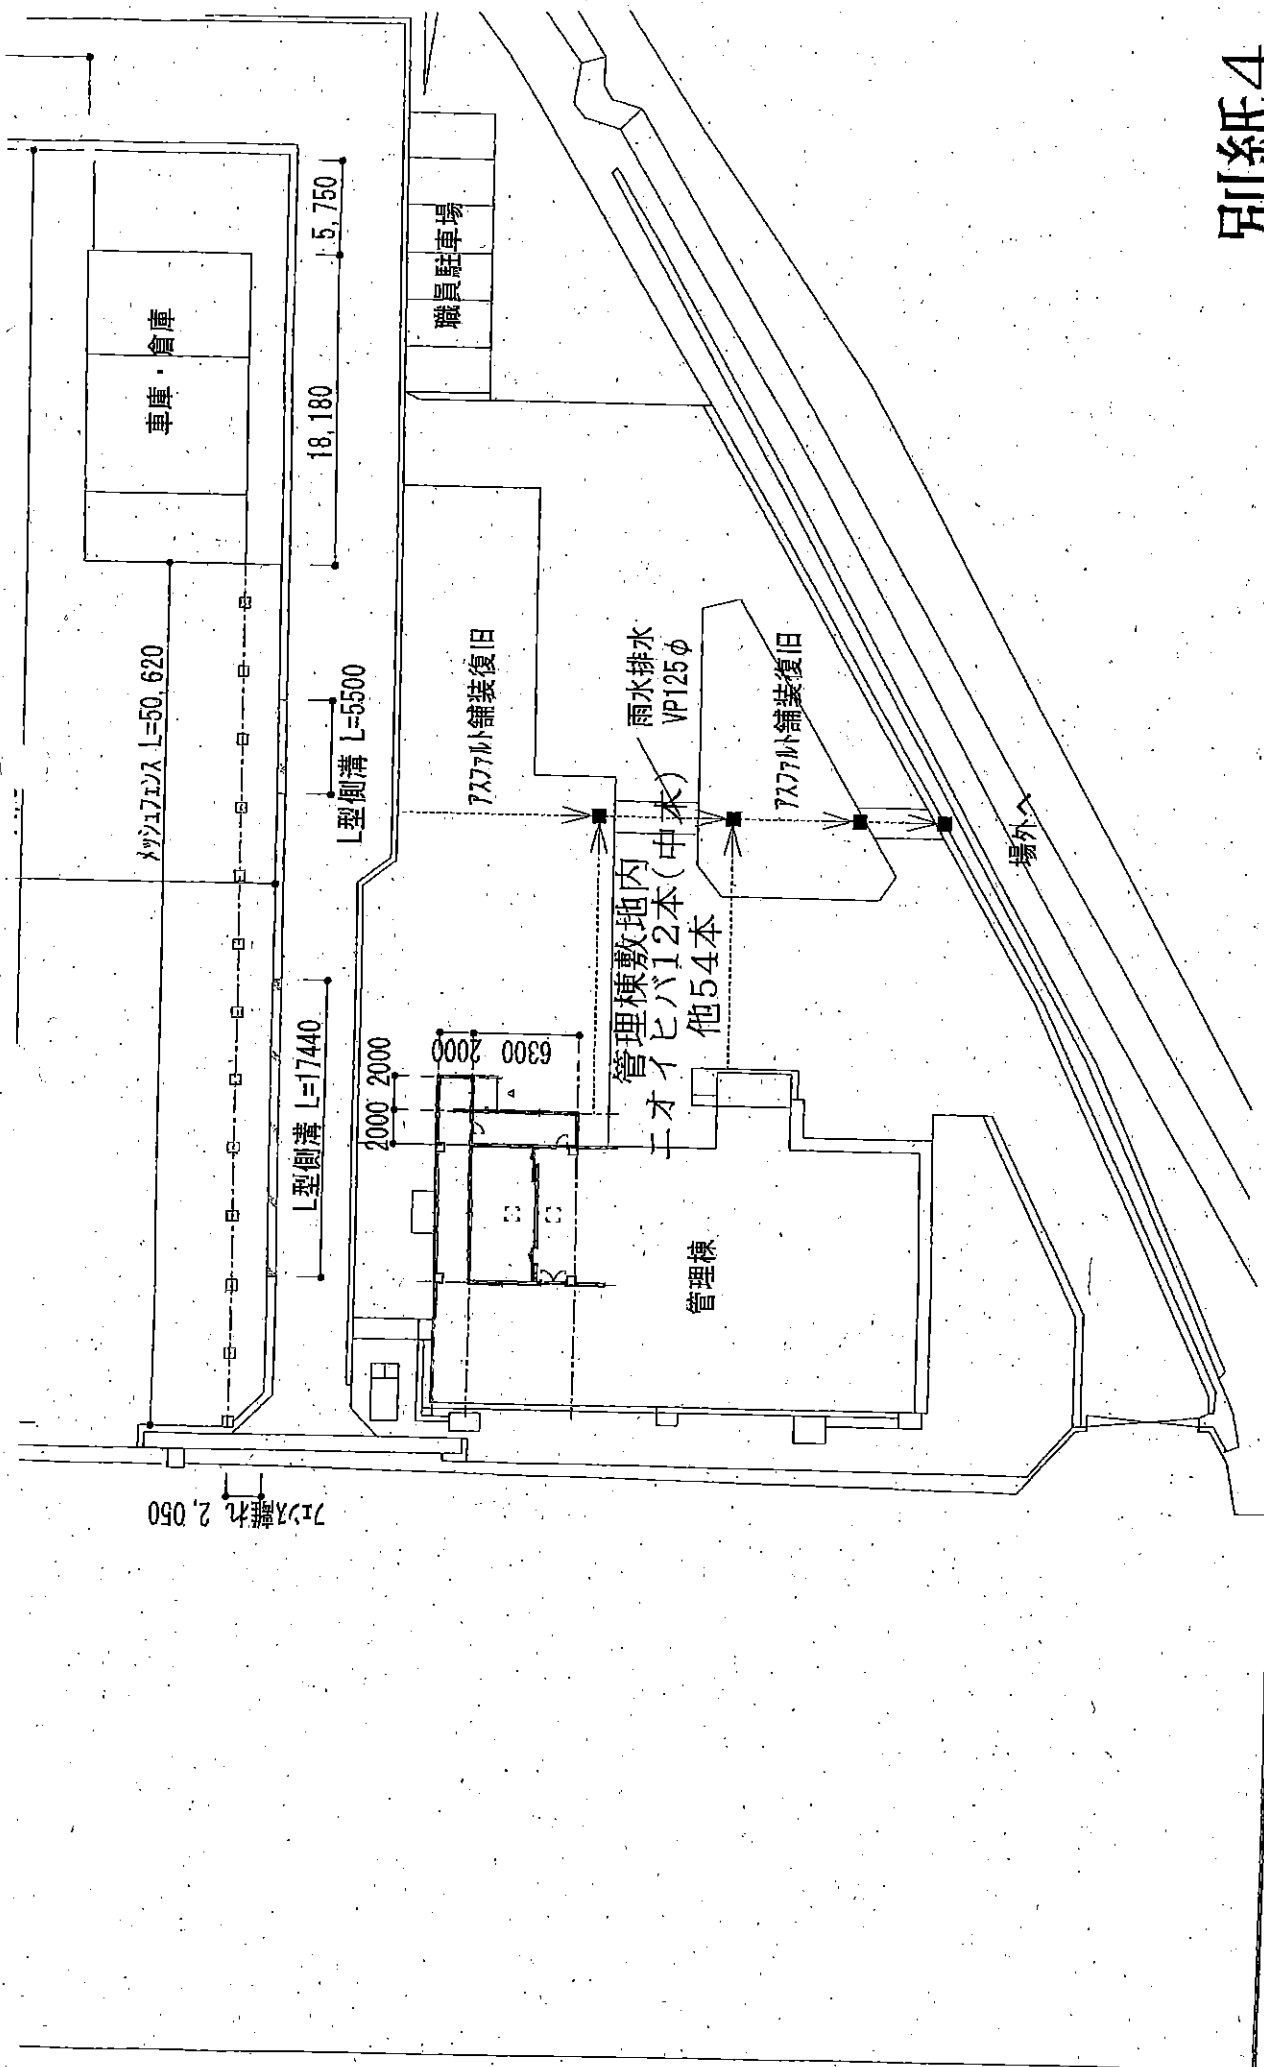 別紙4
車庫・倉庫
5,750
18,180
職員駐車場
メッシュフェンス L=50,620
L型側溝 L=5500
アスファルト舗装復旧
雨水排水
VP125φ
アスファルト舗装復旧
場外へ
L型側溝 L=17440
2000 2000
2000 6300
管理棟敷地内
ニオイヒバ12本(中木)
他54本
管理棟
フェンス離れ 2,050